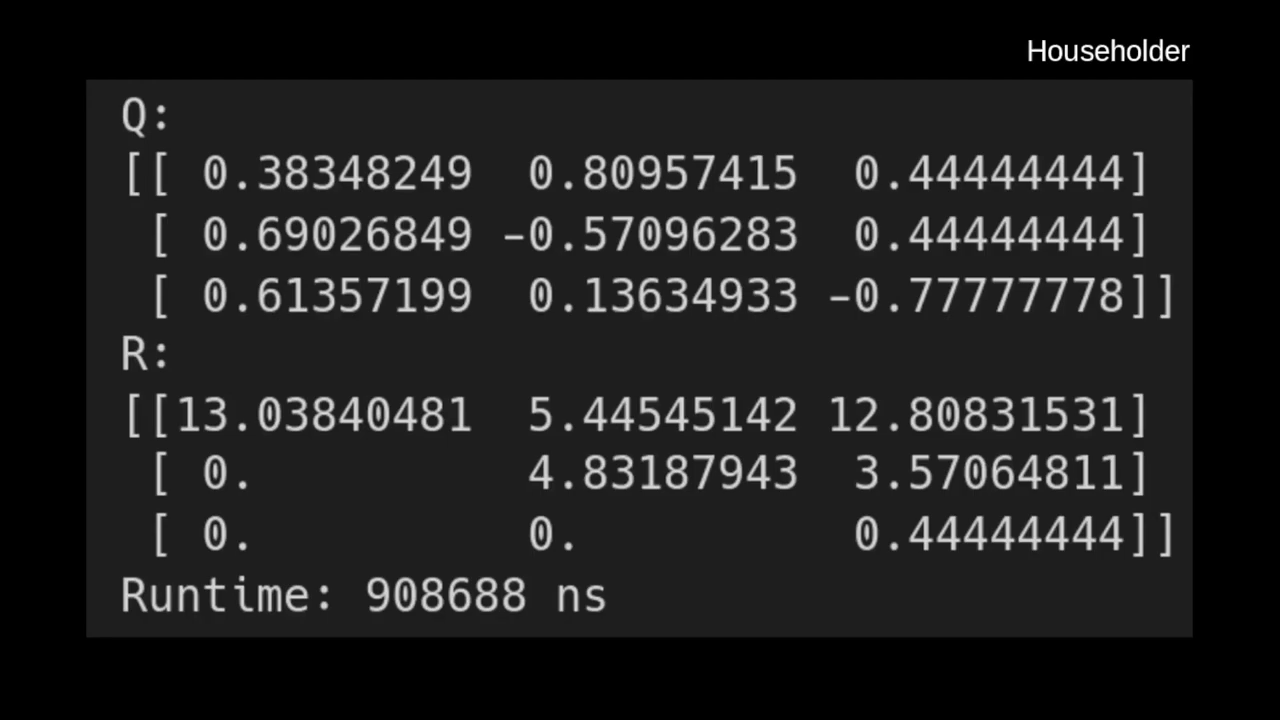 Householder
Q:
[[ 0.38348249  0.80957415  0.44444444]
 [ 0.69026849 -0.57096283  0.44444444]
 [ 0.61357199  0.13634933 -0.77777778]]
R:
[[13.03840481  5.44545142 12.80831531]
 [ 0.          4.83187943  3.57064811]
 [ 0.          0.          0.44444444]]
Runtime: 908688 ns